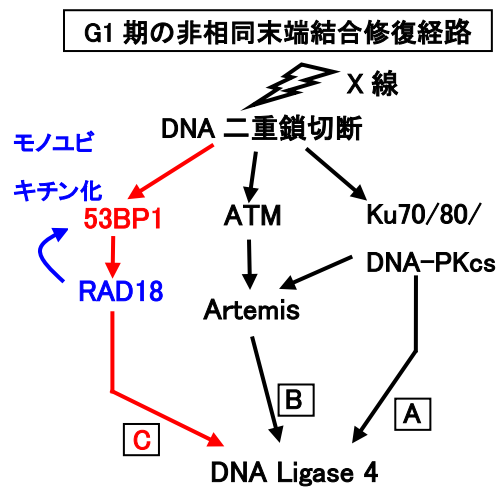 G1 期の非相同末端結合修復経路
X 線
DNA 二重鎖切断
モノユビ
キチン化
53BP1
ATM
Ku70/80/
DNA-PKcs
RAD18
Artemis
B
A
C
DNA Ligase 4